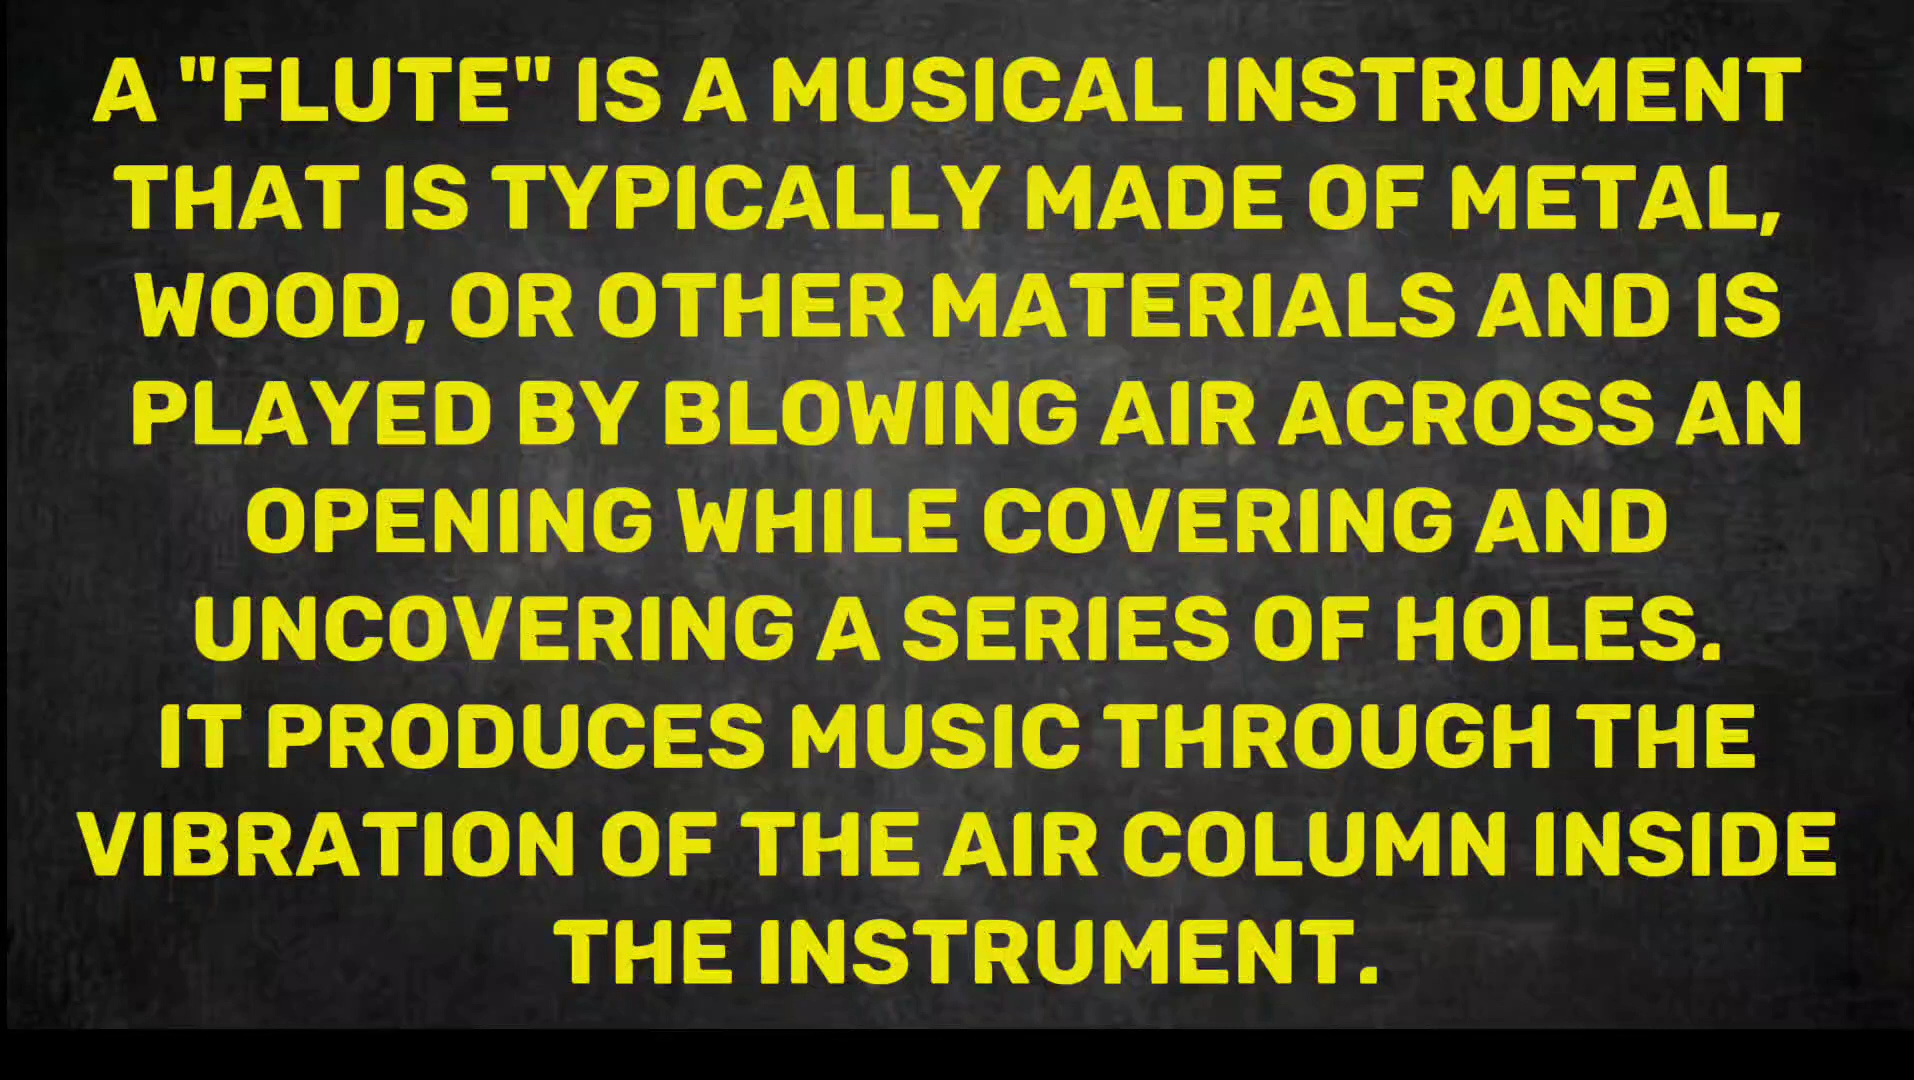 A "FLUTE" IS A MUSICAL INSTRUMENT
THAT IS TYPICALLY MADE OF METAL,
WOOD, OR OTHER MATERIALS AND IS
PLAYED BY BLOWING AIR ACROSS AN
OPENING WHILE COVERING AND
UNCOVERING A SERIES OF HOLES.
IT PRODUCES MUSIC THROUGH THE
VIBRATION OF THE AIR COLUMN INSIDE
THE INSTRUMENT.